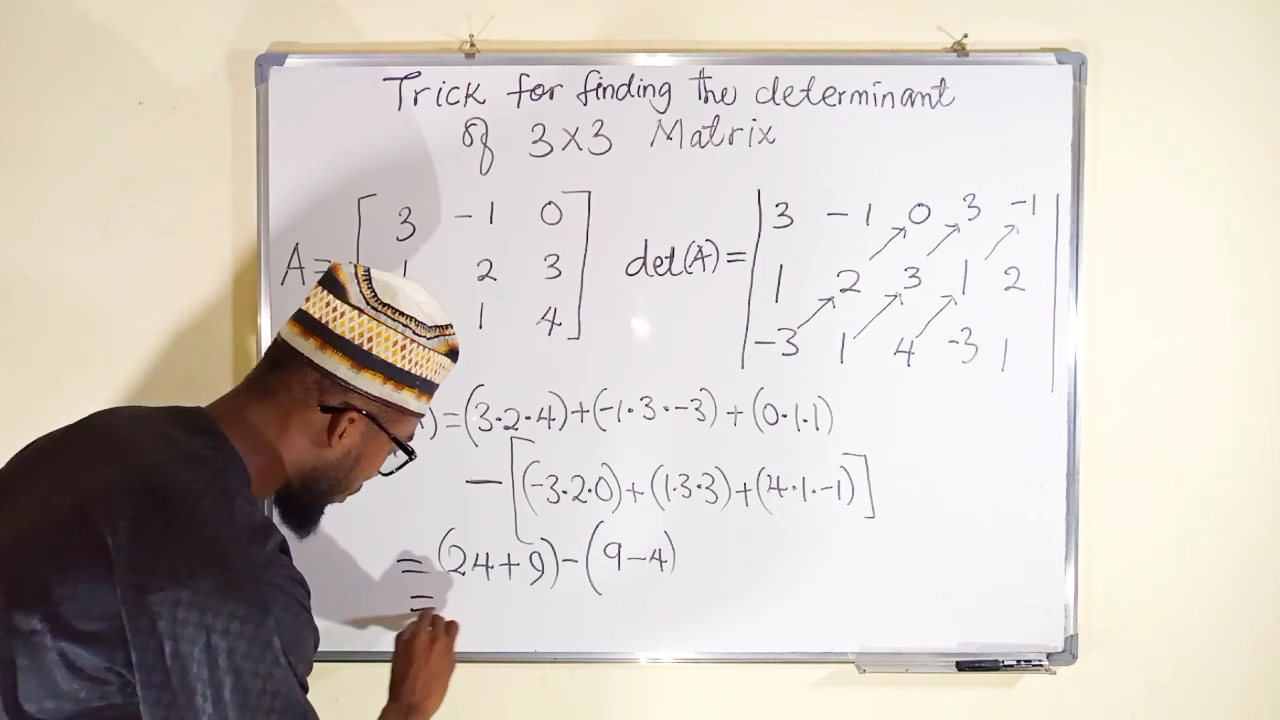 Trick for finding the determinant
of 3×3 Matrix
3 -1 0
A= 2 3
1 4
det(A)= 3 -1 0 3 -1
1 2 3 1 2
-3 1 4 -3 1
)=(3·2·4)+(-1·3·-3)+(0·1·1)
-[(-3·2·0)+(1·3·3)+(4·1·-1)]
=(24+9)-(9-4)
=